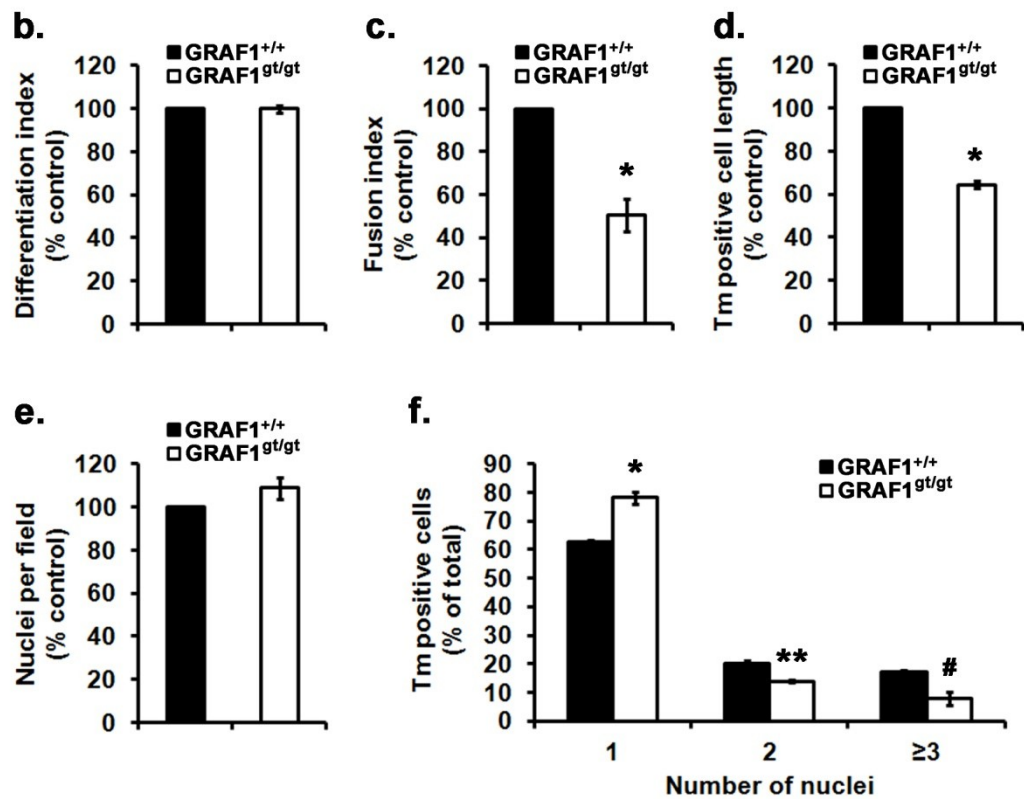 b.
GRAF1+/+
GRAF1gt/gt
Differentiation index
(% control)
120
100
80
60
40
20
0
c.
GRAF1+/+
GRAF1gt/gt
Fusion index
(% control)
120
100
80
60
40
20
0
*
d.
GRAF1+/+
GRAF1gt/gt
Tm positive cell length
(% control)
120
100
80
60
40
20
0
*
e.
GRAF1+/+
GRAF1gt/gt
Nuclei per field
(% control)
120
100
80
60
40
20
0
f.
GRAF1+/+
GRAF1gt/gt
Tm positive cells
(% of total)
90
80
70
60
50
40
30
20
10
0
*
**
#
1 2 ≥3
Number of nuclei